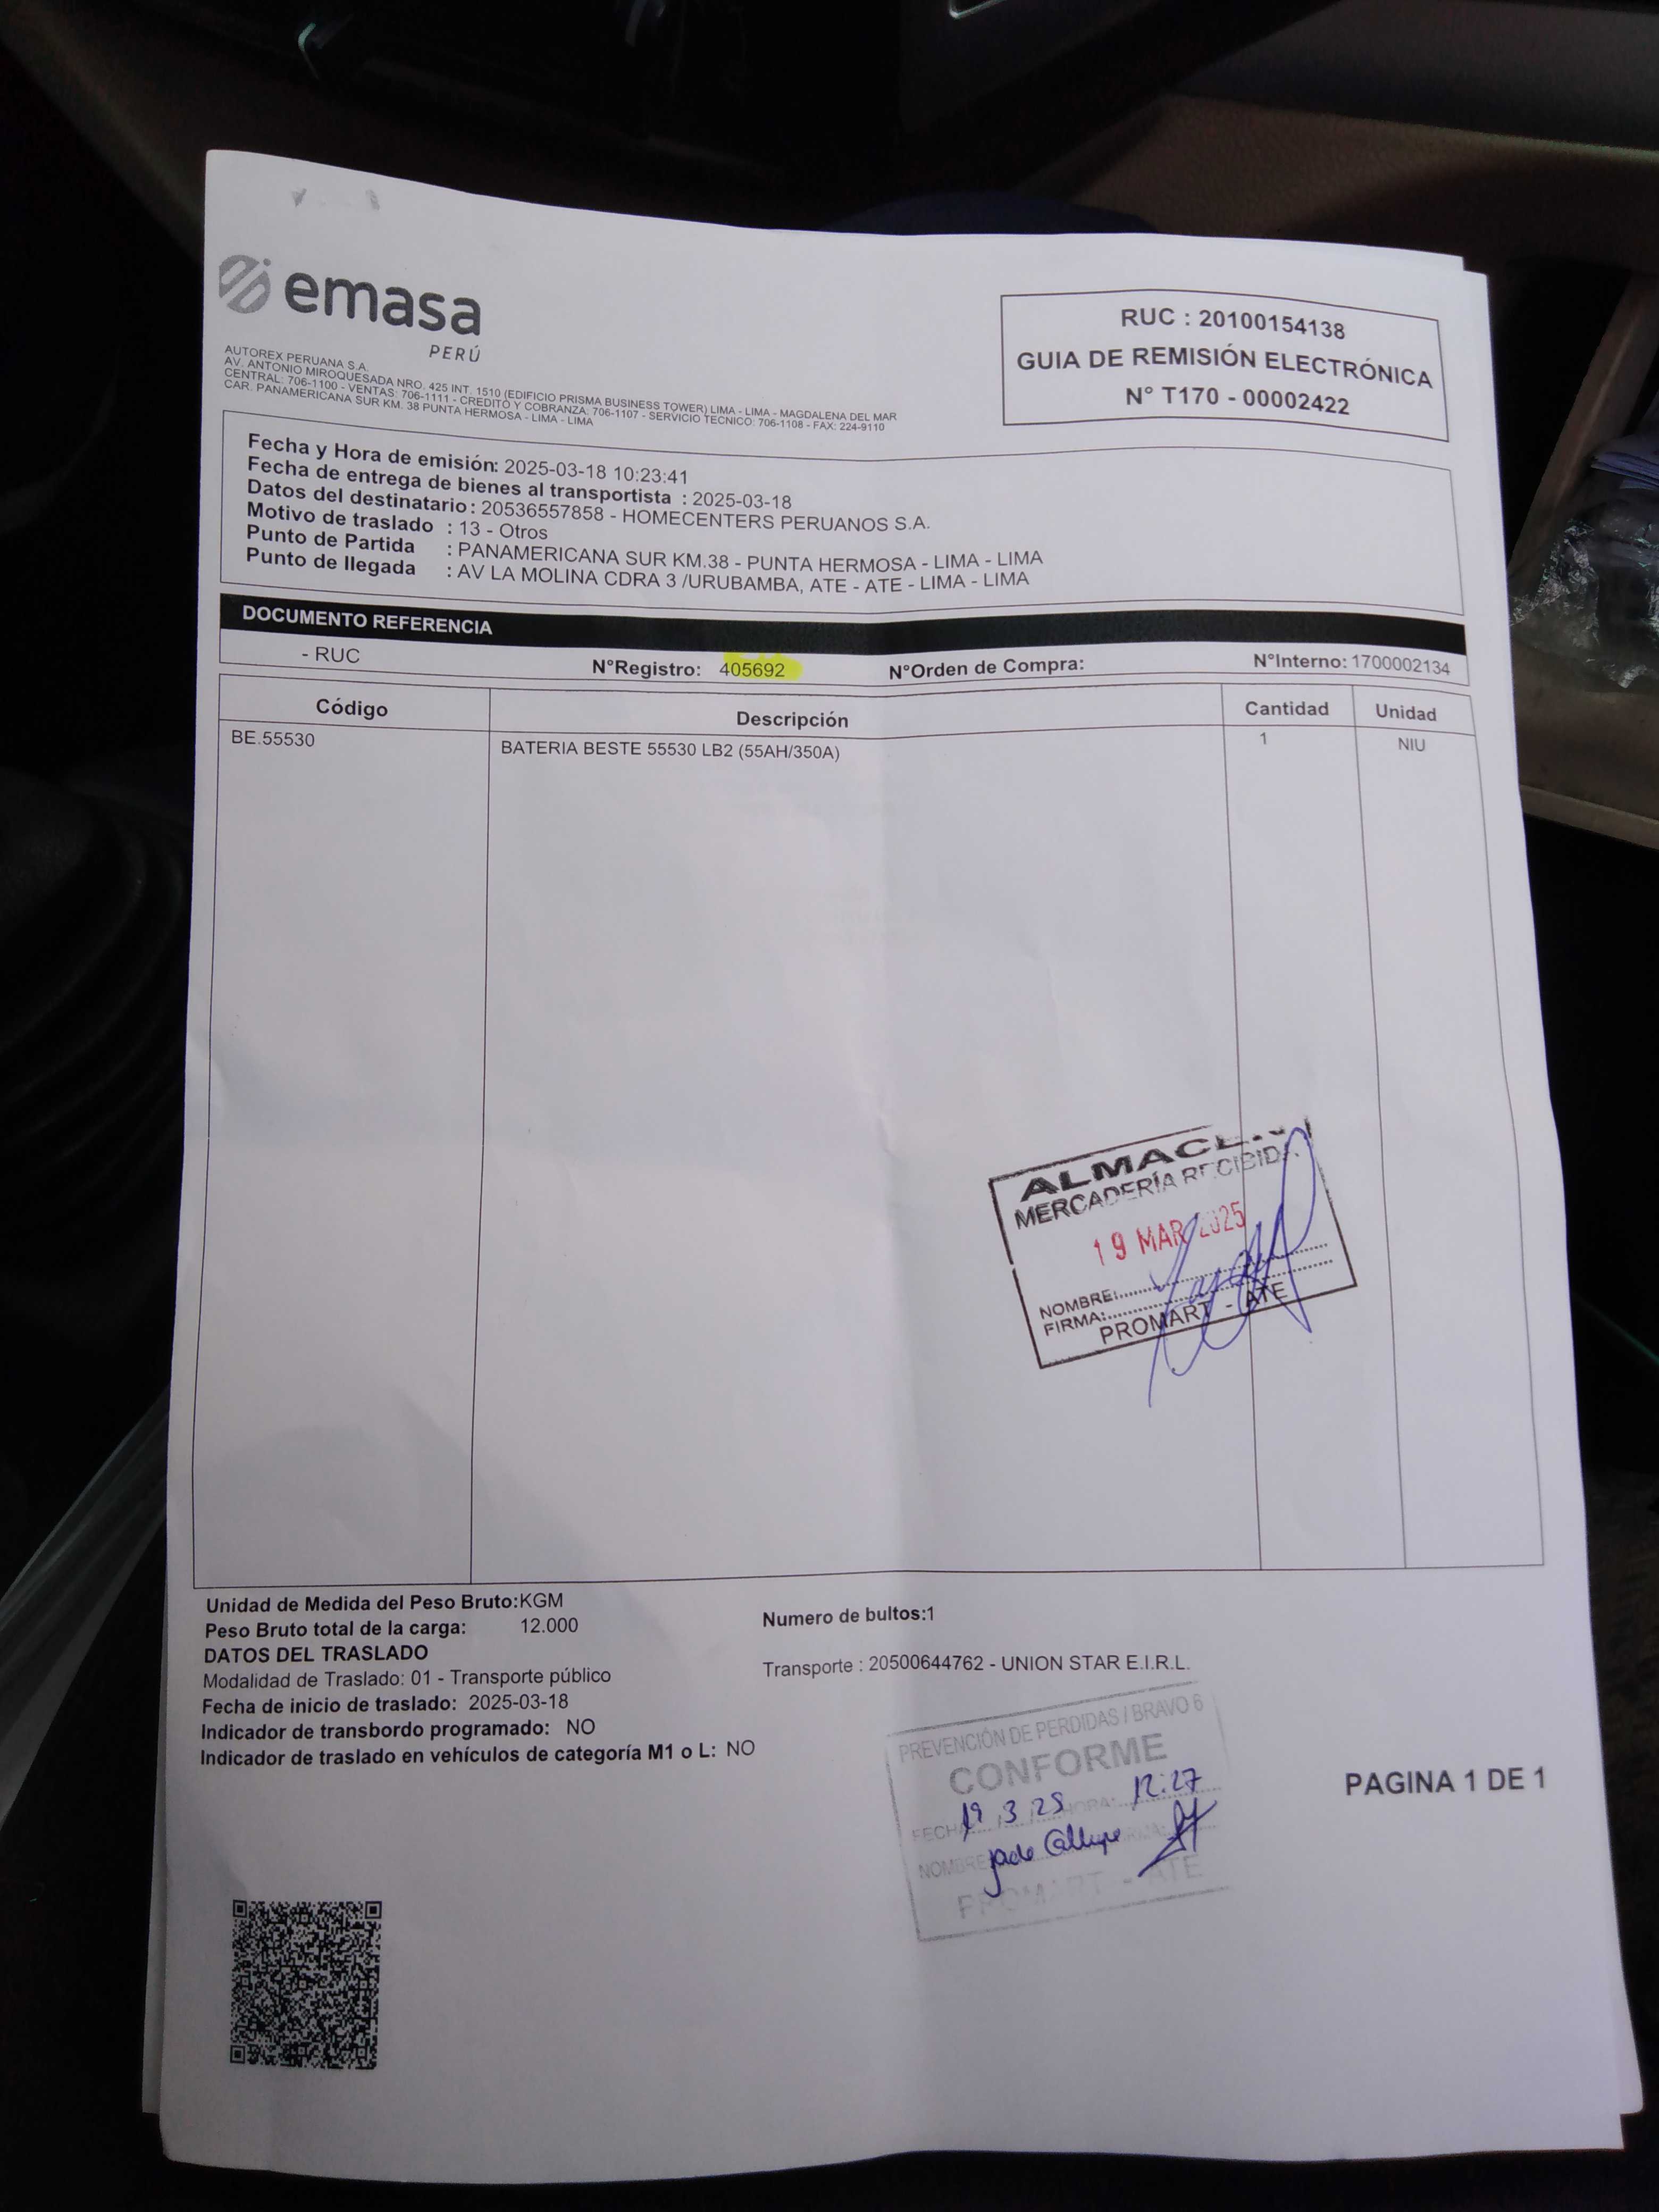 emasa
PERÚ
AUTOREX PERUANA S.A.
AV. ANTONIO MIROQUESADA NRO. 425 INT. 1510 (EDIFICIO PRISMA BUSINESS TOWER) LIMA - LIMA - MAGDALENA DEL MAR
CENTRAL: 706-1100 - VENTAS: 706-1111 - CREDITO Y COBRANZA: 706-1107 - SERVICIO TECNICO: 706-1108 - FAX: 224-9110
CAR. PANAMERICANA SUR KM. 38 PUNTA HERMOSA - LIMA - LIMA
RUC : 20100154138
GUIA DE REMISIÓN ELECTRÓNICA
N° T170 - 00002422
Fecha y Hora de emisión: 2025-03-18 10:23:41
Fecha de entrega de bienes al transportista : 2025-03-18
Datos del destinatario : 20536557858 - HOMECENTERS PERUANOS S.A.
Motivo de traslado : 13 - Otros
Punto de Partida : PANAMERICANA SUR KM.38 - PUNTA HERMOSA - LIMA - LIMA
Punto de llegada : AV LA MOLINA CDRA 3 /URUBAMBA, ATE - ATE - LIMA - LIMA
DOCUMENTO REFERENCIA
- RUC N°Registro: 405692 N°Orden de Compra: N°Interno: 1700002134
Código Descripción Cantidad Unidad
BE.55530 BATERIA BESTE 55530 LB2 (55AH/350A) 1 NIU
MERCADERÍA RECIBIDA
19 MAR 2025
NOMBRE:
FIRMA:
PROMART - ATE
Unidad de Medida del Peso Bruto:KGM
Peso Bruto total de la carga: 12.000
Numero de bultos:1
DATOS DEL TRASLADO
Modalidad de Traslado: 01 - Transporte público
Transporte : 20500644762 - UNION STAR E.I.R.L.
Fecha de inicio de traslado: 2025-03-18
Indicador de transbordo programado: NO
Indicador de traslado en vehículos de categoría M1 o L: NO
PREVENCIÓN DE PERDIDAS / BRAVO 6
CONFORME
FECHA 19.3.25 HORA: 12:27
NOMBRE
PROMART - ATE
PAGINA 1 DE 1